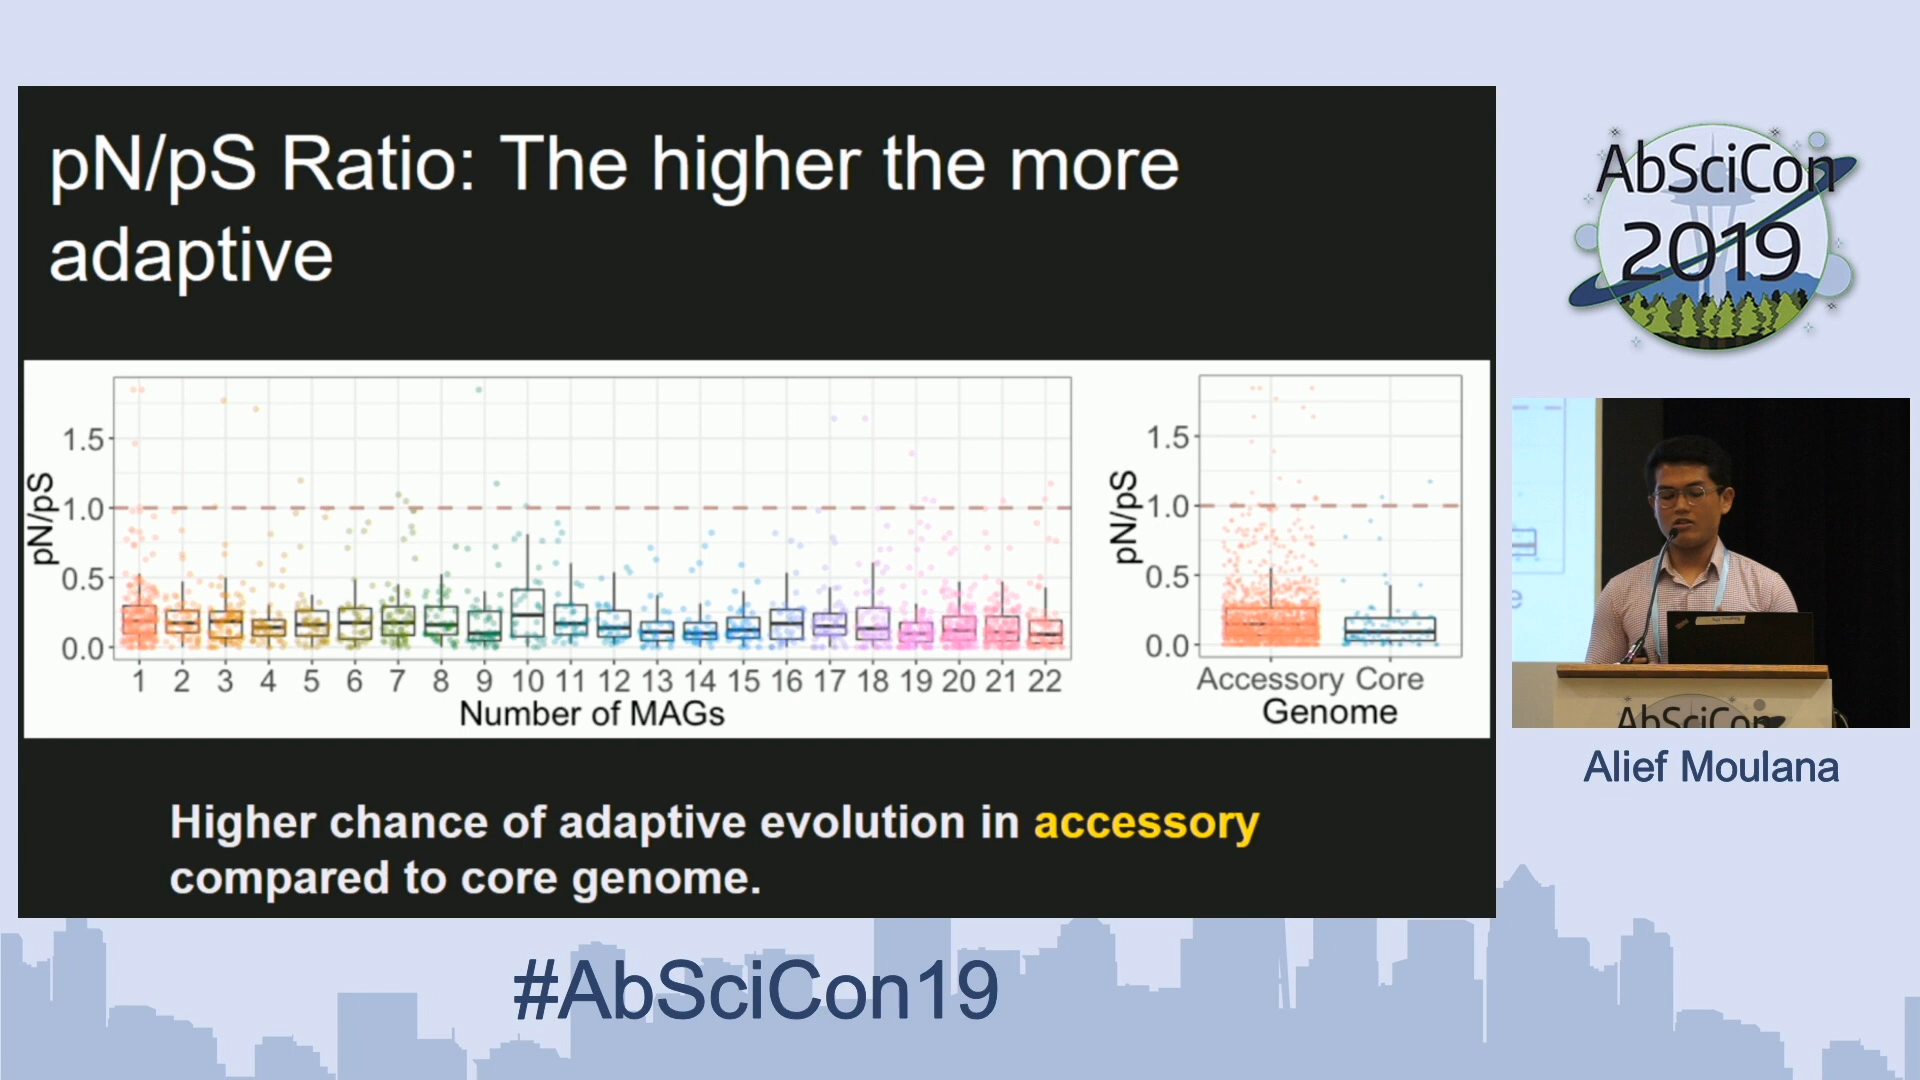 pN/pS Ratio: The higher the more
adaptive
pN/pS
1.5
1.0
0.5
0.0
1 2 3 4 5 6 7 8 9 10 11 12 13 14 15 16 17 18 19 20 21 22
Number of MAGs
pN/pS
1.5
1.0
0.5
0.0
Accessory Core
Genome
Higher chance of adaptive evolution in accessory
compared to core genome.
AbSciCon
2019
AbSciCon
Alief Moulana
#AbSciCon19